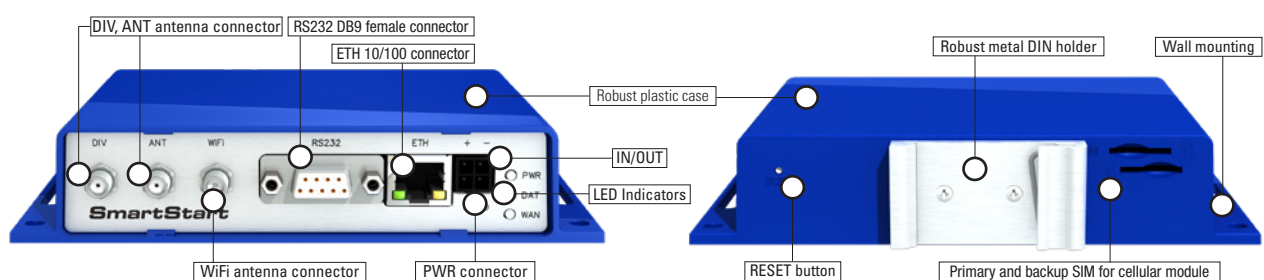 DIV, ANT antenna connector
RS232 DB9 female connector
ETH 10/100 connector
Robust metal DIN holder
Wall mounting
Robust plastic case
DIV ANT WiFi RS232 ETH + −
IN/OUT
PWR
DAT
LED Indicators
WAN
SmartStart
WiFi antenna connector
PWR connector
RESET button
Primary and backup SIM for cellular module